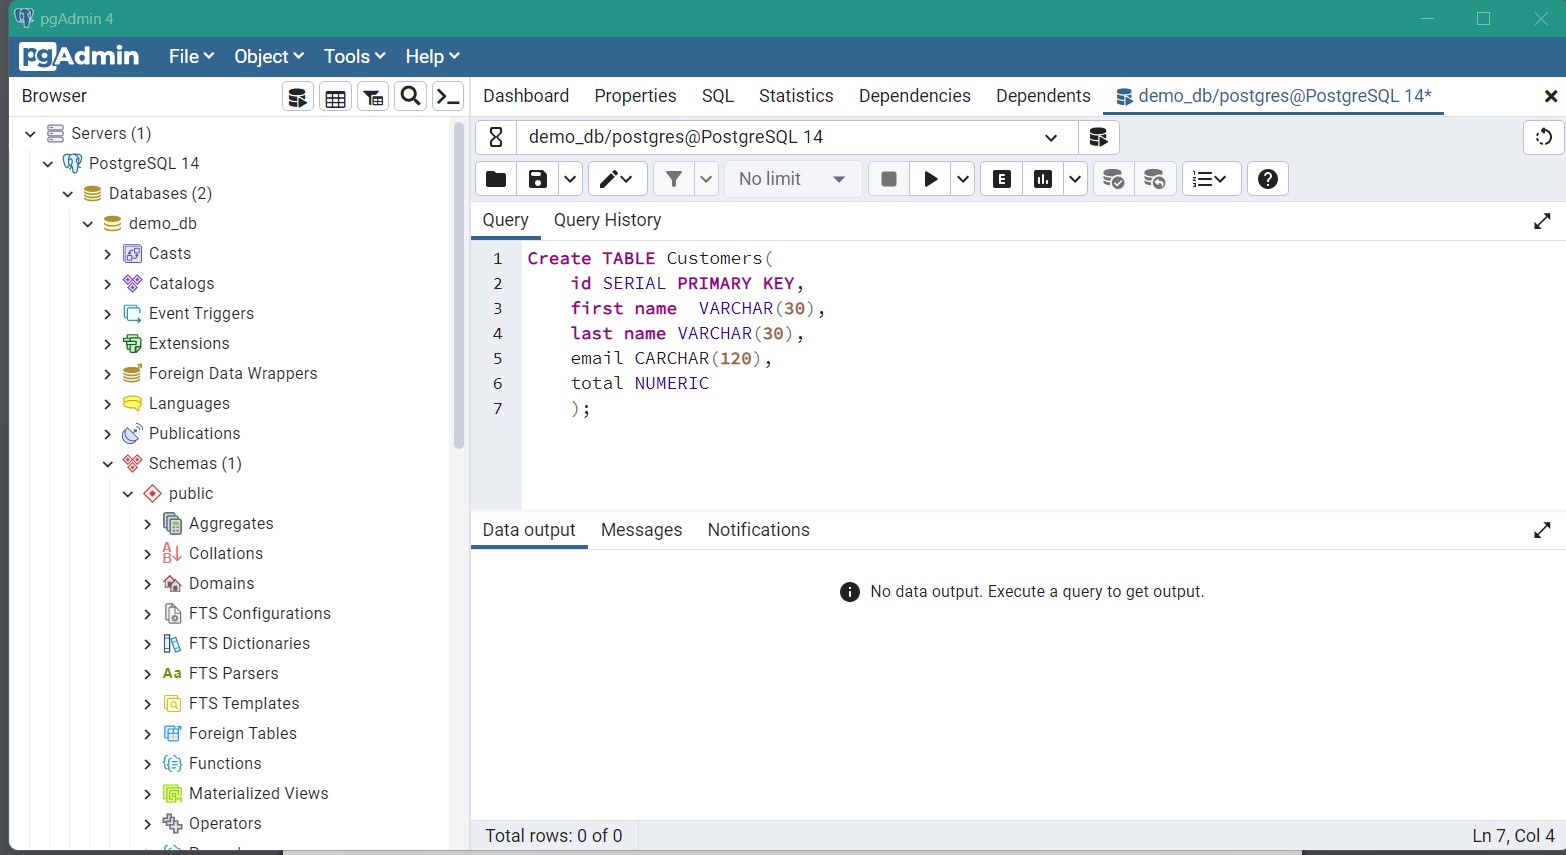 pgAdmin 4
pgAdmin
File
Object
Tools
Help
Browser
Dashboard
Properties
SQL
Statistics
Dependencies
Dependents
demo_db/postgres@PostgreSQL 14*
Servers (1)
PostgreSQL 14
Databases (2)
demo_db
Casts
Catalogs
Event Triggers
Extensions
Foreign Data Wrappers
Languages
Publications
Schemas (1)
public
Aggregates
Collations
Domains
FTS Configurations
FTS Dictionaries
Aa FTS Parsers
FTS Templates
Foreign Tables
Functions
Materialized Views
Operators
demo_db/postgres@PostgreSQL 14
No limit
E
Query
Query History
1 Create TABLE Customers(
2 id SERIAL PRIMARY KEY,
3 first name  VARCHAR(30),
4 last name VARCHAR(30),
5 email CARCHAR(120),
6 total NUMERIC
7 );
Data output
Messages
Notifications
No data output. Execute a query to get output.
Total rows: 0 of 0
Ln 7, Col 4